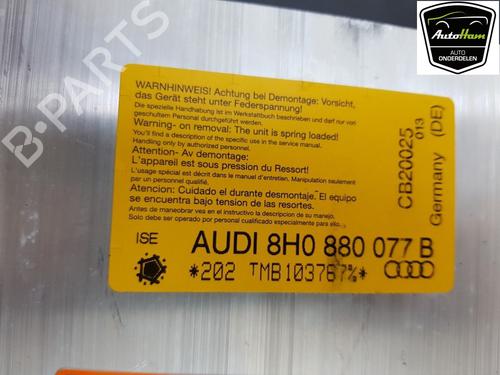 AutoHam
AUTO
ONDERDELEN
B-PARTS
WARNHINWEIS! Achtung bei Demontage: Vorsicht,
das Gerät steht unter Federspannung!
Die spezielle Handhabung ist im Werkstattbuch beschrieben und darf nur von
geschultem Personal durchgeführt werden.
Warning- on removal: The unit is spring loaded!
You'll find a description of the specific use in the service manual.
Handling only by authorized personnel.
Attention- Av demontage:
L'appareil est sous pression du Ressort!
L'usage spécial est décrit dans le manuel d'entretien. Manipulation seulement
par des personnes autorisées.
Atencion: Cuidado el durante desmontaje. El equipo
se encuentra bajo tension de las resortes.
Antes de maneobrar ves en el instructivo la descripcion de su manejo.
Solo debe ser operado por personal calificado especialmente para ello.
CB20025
013
Germany (DE)
ISE
AUDI 8H0 880 077 B
*202 TMB103787%*